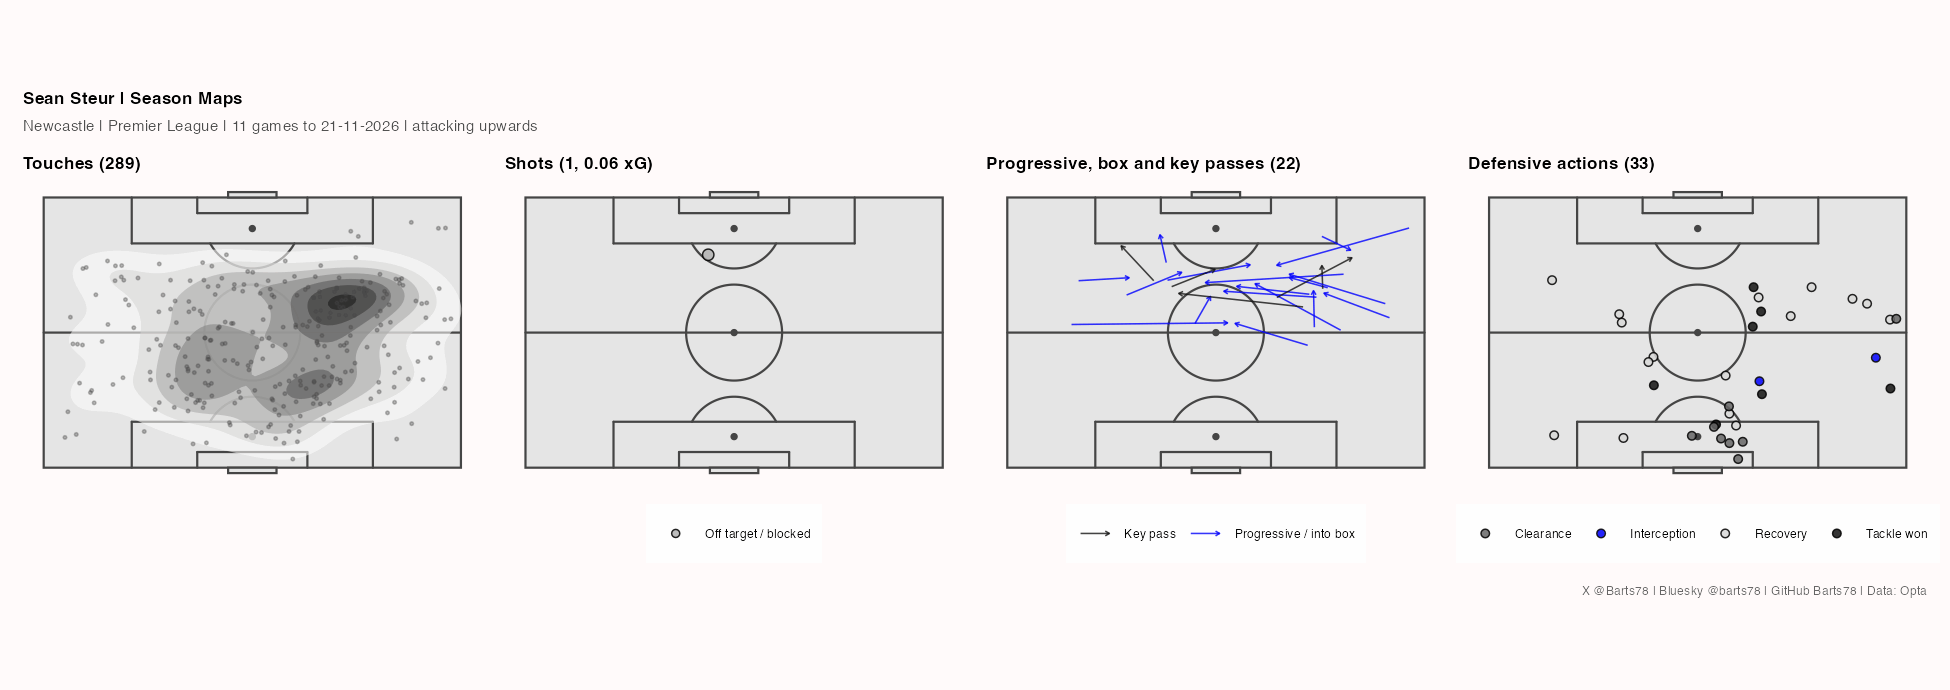 Sean Steur | Season Maps
Newcastle | Premier League | 11 games to 21-11-2026 | attacking upwards
Touches (289)
Shots (1, 0.06 xG)
Progressive, box and key passes (22)
Defensive actions (33)
Off target / blocked
Key pass
Progressive / into box
Clearance
Interception
Recovery
Tackle won
X @Barts78 | Bluesky @barts78 | GitHub Barts78 | Data: Opta